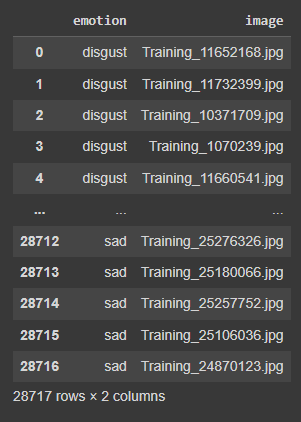 emotion image
0 disgust Training_11652168.jpg
1 disgust Training_11732399.jpg
2 disgust Training_10371709.jpg
3 disgust Training_1070239.jpg
4 disgust Training_11660541.jpg
... ... ...
28712 sad Training_25276326.jpg
28713 sad Training_25180066.jpg
28714 sad Training_25257752.jpg
28715 sad Training_25106036.jpg
28716 sad Training_24870123.jpg
28717 rows × 2 columns